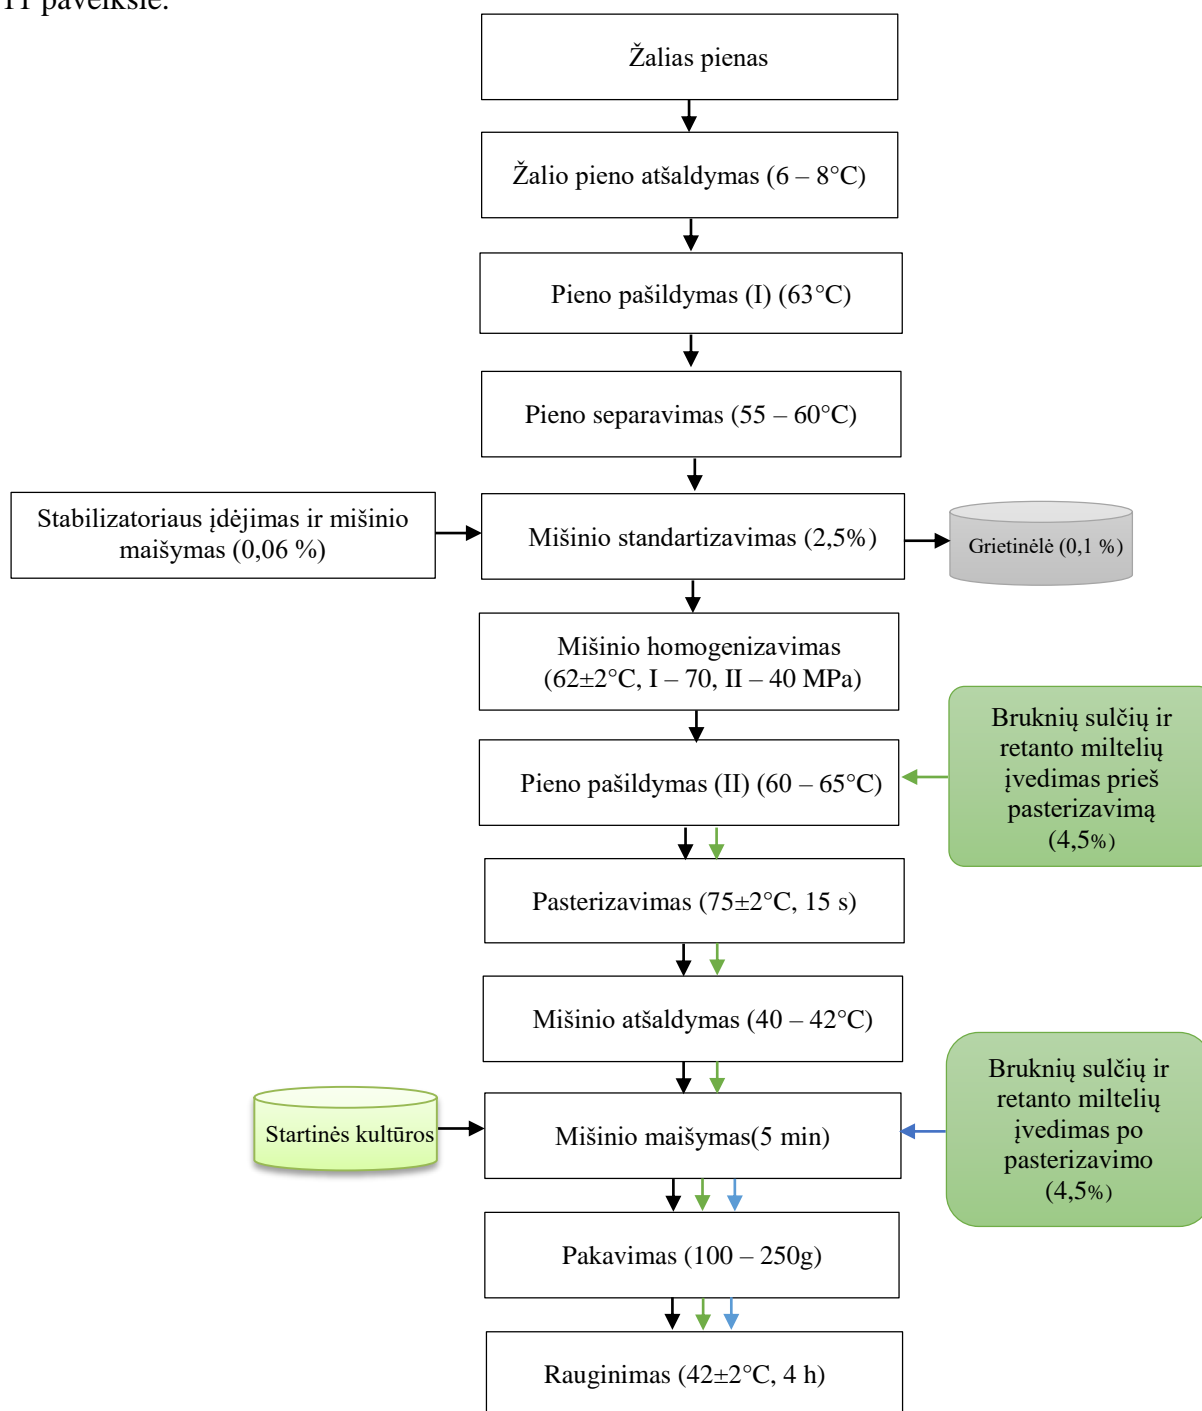 11 paveiksle.
Žalias pienas
Žalio pieno atšaldymas (6 – 8°C)
Pieno pašildymas (I) (63°C)
Pieno separavimas (55 – 60°C)
Stabilizatoriaus įdėjimas ir mišinio
maišymas (0,06 %)
Mišinio standartizavimas (2,5%)
Grietinėlė (0,1 %)
Mišinio homogenizavimas
(62±2°C, I – 70, II – 40 MPa)
Bruknių sulčių ir
retanto miltelių
įvedimas prieš
pasterizavimą
(4,5%)
Pieno pašildymas (II) (60 – 65°C)
Pasterizavimas (75±2°C, 15 s)
Mišinio atšaldymas (40 – 42°C)
Startinės kultūros
Mišinio maišymas(5 min)
Bruknių sulčių ir
retanto miltelių
įvedimas po
pasterizavimo
(4,5%)
Pakavimas (100 – 250g)
Rauginimas (42±2°C, 4 h)